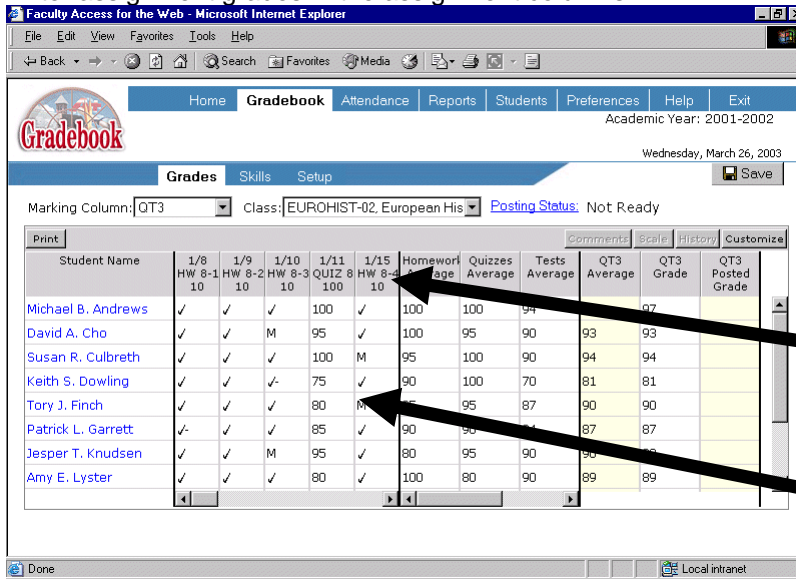 Faculty Access for the Web - Microsoft Internet Explorer
File Edit View Favorites Tools Help
Back Search Favorites Media
Home Gradebook Attendance Reports Students Preferences Help Exit
Gradebook
Academic Year: 2001-2002
Wednesday, March 26, 2003
Grades Skills Setup Save
Marking Column: QT3 Class: EUROHIST-02, European His Posting Status: Not Ready
Print Comments Scale History Customize
Student Name 1/8 1/9 1/10 1/11 1/15 Homework Quizzes Tests QT3 QT3 QT3
HW 8-1 HW 8-2 HW 8-3 QUIZ 8 HW 8-4 Average Average Average Grade Posted
10 10 10 100 10 Grade
Michael B. Andrews ✓ ✓ ✓ 100 ✓ 100 100 94 97
David A. Cho ✓ ✓ M 95 ✓ 100 95 90 93 93
Susan R. Culbreth ✓ ✓ ✓ 100 M 95 100 90 94 94
Keith S. Dowling ✓ ✓ ✓- 75 ✓ 90 100 70 81 81
Tory J. Finch ✓ ✓ ✓ 80 M 95 87 90 90
Patrick L. Garrett ✓- ✓ ✓ 85 ✓ 90 87 87
Jesper T. Knudsen ✓ ✓ M 95 ✓ 80 95 90
Amy E. Lyster ✓ ✓ ✓ 80 ✓ 100 80 90 89 89
Done Local intranet